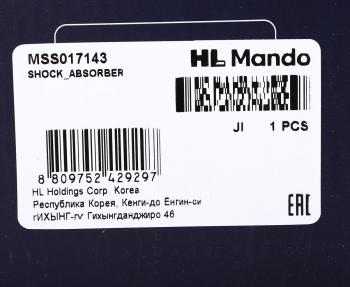 MSS017143
HL Mando
SHOCK_ABSORBER
JI 1 PCS
8 809752 429297
HL Holdings Corp Korea
Республика Корея, Кенги-до Ёнгин-си
гИХЫНГ-гv Гихынгданджиро 46
EAC